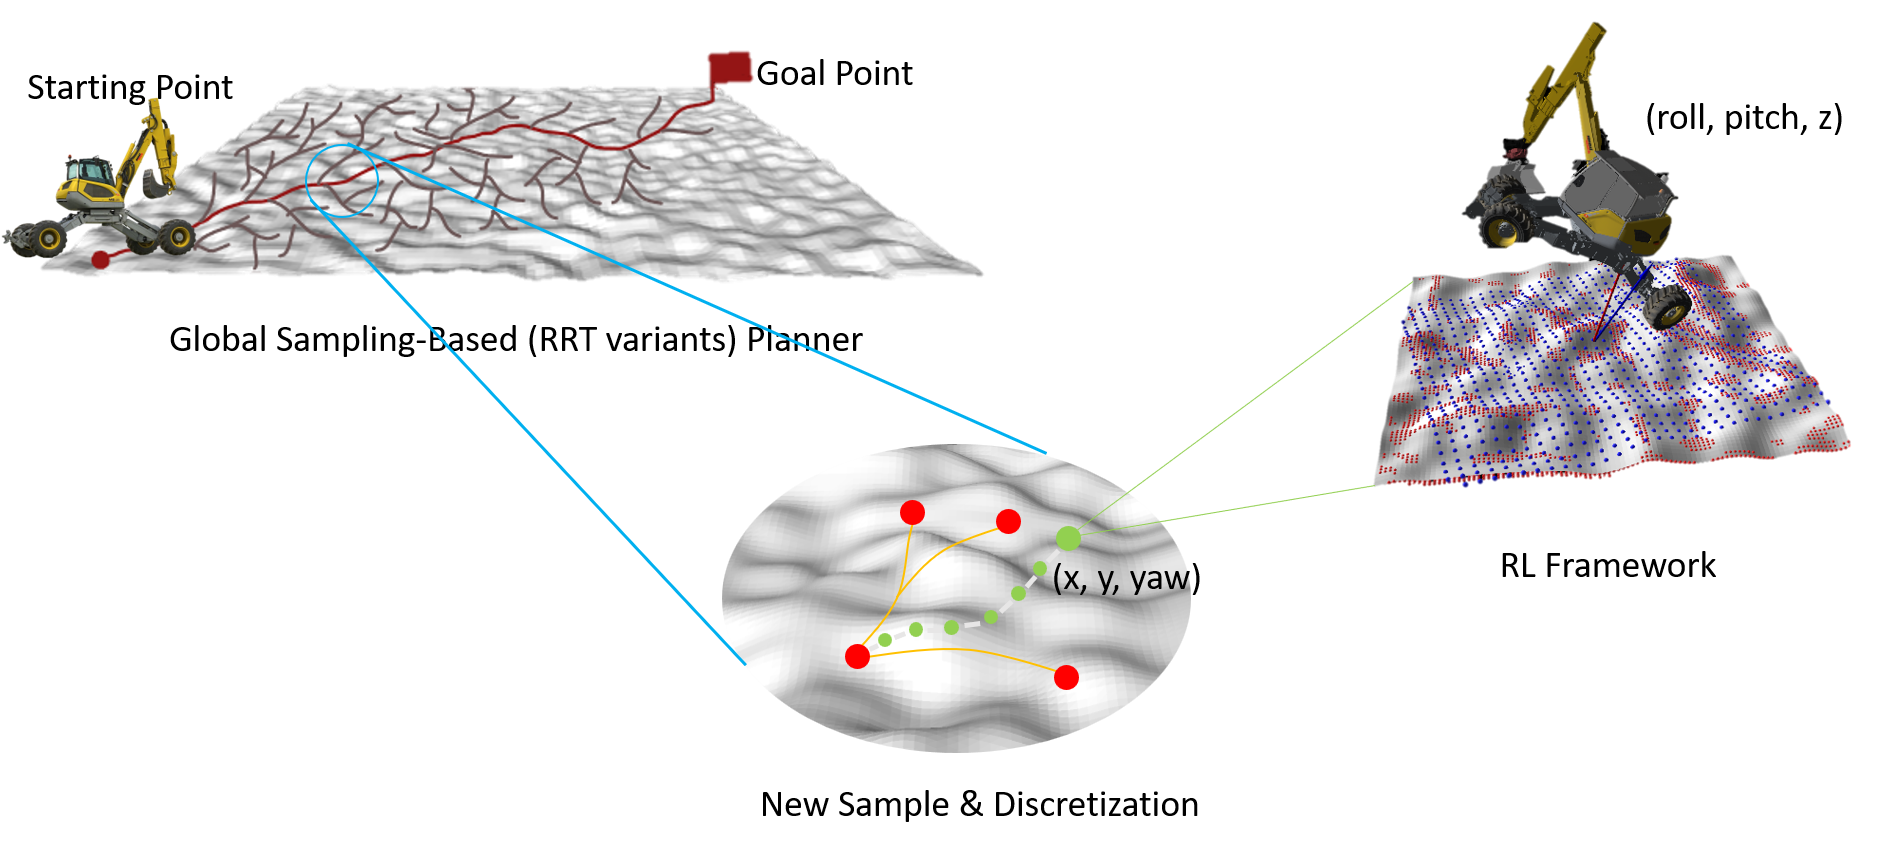 Starting Point
Goal Point
(roll, pitch, z)
Global Sampling-Based (RRT variants) Planner
(x, y, yaw)
RL Framework
New Sample & Discretization